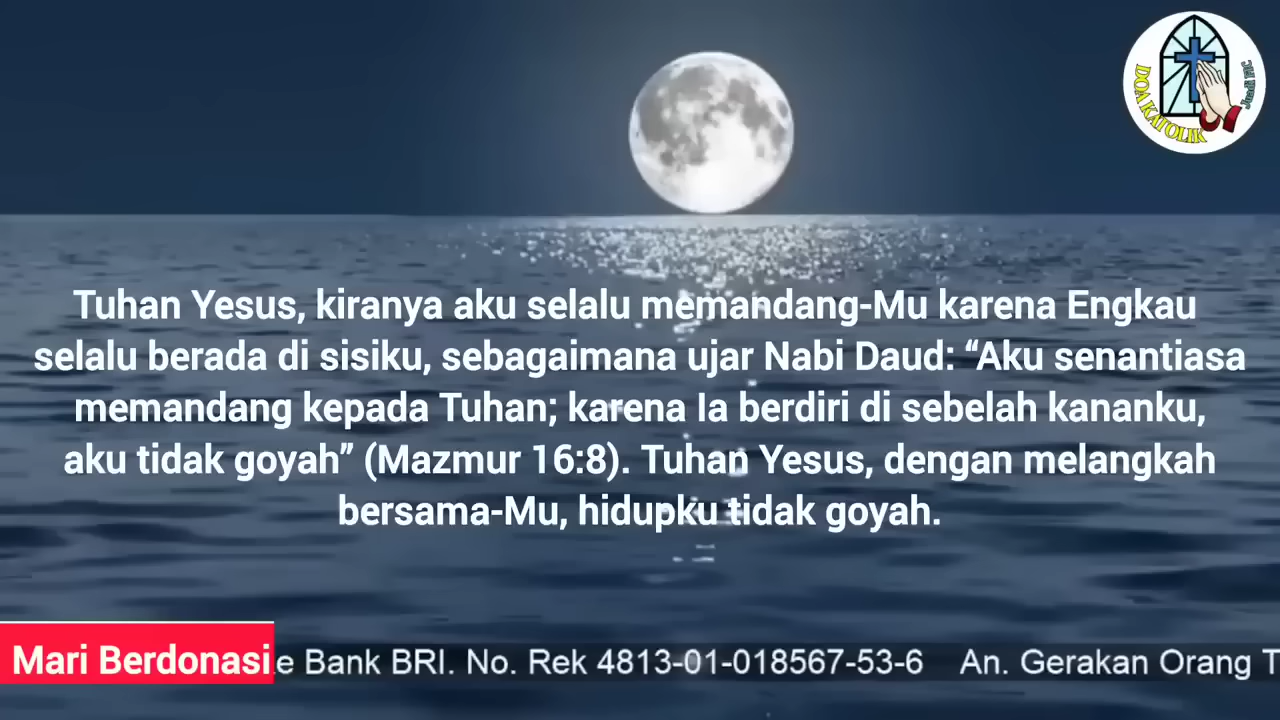 DOA KATOLIK
Tuhan Yesus, kiranya aku selalu memandang-Mu karena Engkau
selalu berada di sisiku, sebagaimana ujar Nabi Daud: “Aku senantiasa
memandang kepada Tuhan; karena Ia berdiri di sebelah kananku,
aku tidak goyah” (Mazmur 16:8). Tuhan Yesus, dengan melangkah
bersama-Mu, hidupku tidak goyah.
Mari Berdonasi
Bank BRI. No. Rek 4813-01-018567-53-6 An. Gerakan Orang